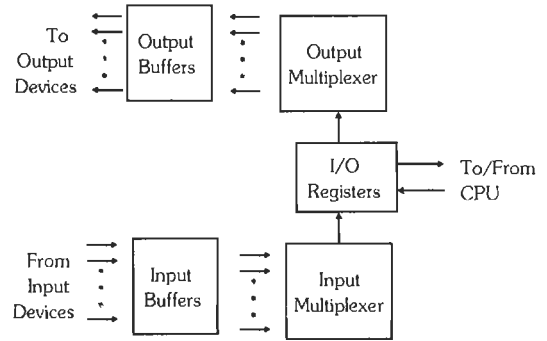 To
Output
Devices
Output
Buffers
Output
Multiplexer
I/O
Registers
To/From
CPU
From
Input
Devices
Input
Buffers
Input
Multiplexer